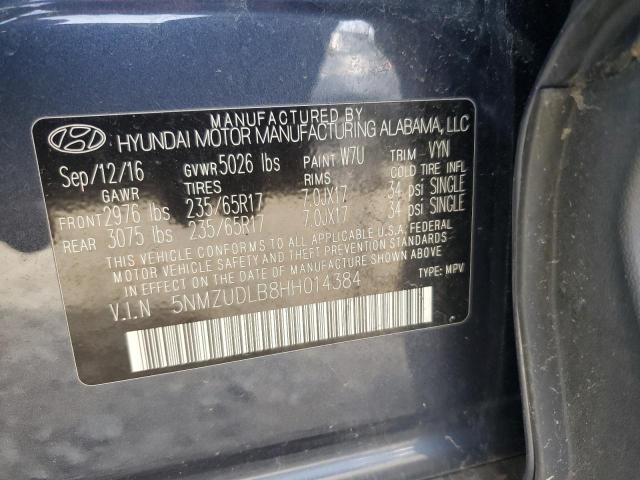 MANUFACTURED BY
HYUNDAI MOTOR MANUFACTURING ALABAMA, LLC
Sep/12/16 GVWR 5026 lbs PAINT W7U TRIM VYN
GAWR TIRES RIMS COLD TIRE INFL
FRONT 2976 lbs 235/65R17 7.0JX17 34 psi SINGLE
REAR 3075 lbs 235/65R17 7.0JX17 34 psi SINGLE
THIS VEHICLE CONFORMS TO ALL APPLICABLE U.S.A. FEDERAL
MOTOR VEHICLE SAFETY AND BUMPER AND THEFT PREVENTION STANDARDS
IN EFFECT ON THE DATE OF MANUFACTURE SHOWN ABOVE.
V.I.N 5NMZUDLB8HH014384 TYPE: MPV